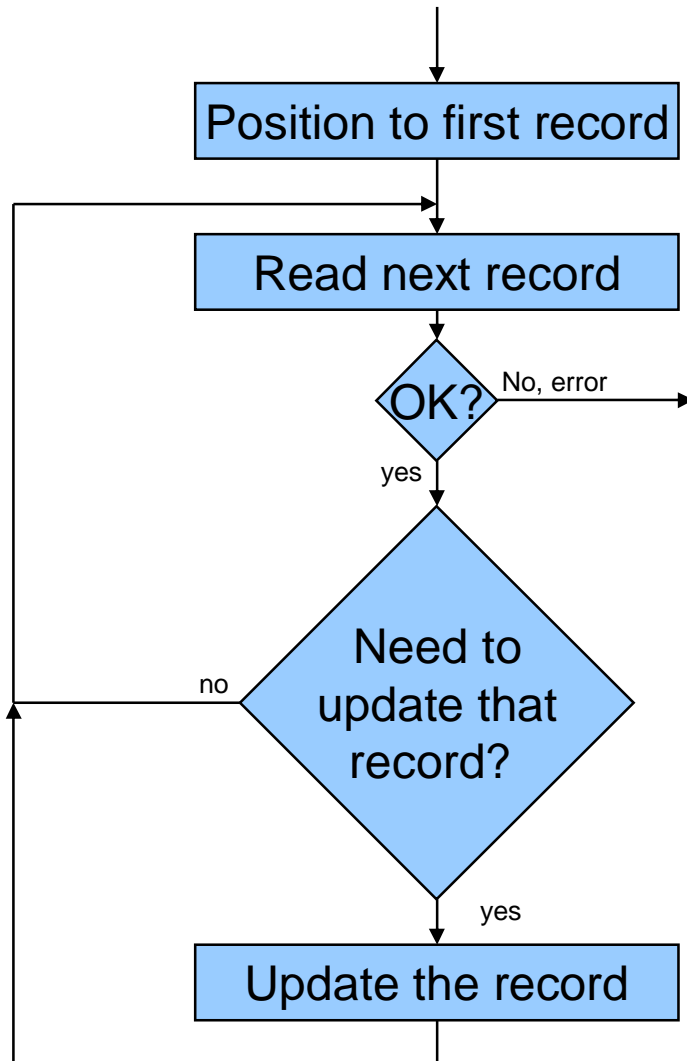 Position to first record
Read next record
OK?
No, error
yes
Need to
update that
record?
no
yes
Update the record